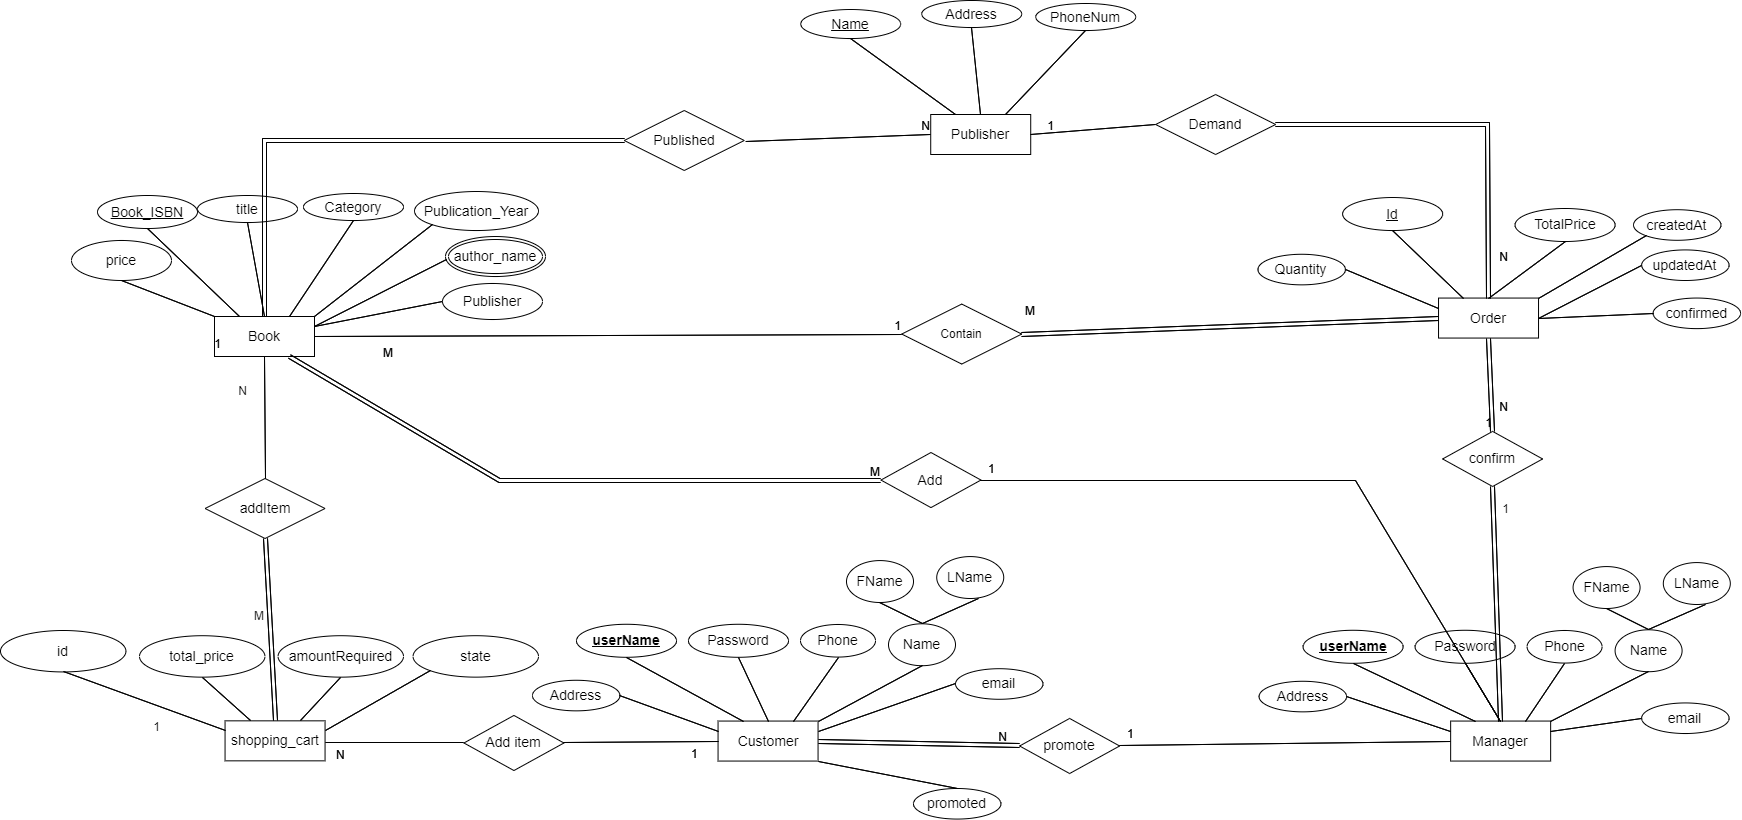 Name
Address
PhoneNum
Published
N
Publisher
1
Demand
Book_ISBN
title
Category
Publication_Year
price
author_name
Publisher
Id
TotalPrice
createdAt
Quantity
updatedAt
confirmed
N
M
Book
1
1
Contain
Order
M
N
N
1
addItem
M
Add
1
confirm
1
M
FName
LName
FName
LName
id
total_price
amountRequired
state
userName
Password
Phone
Name
userName
Password
Phone
Name
Address
email
Address
email
1
shopping_cart
N
Add item
1
Customer
N
promote
1
Manager
promoted